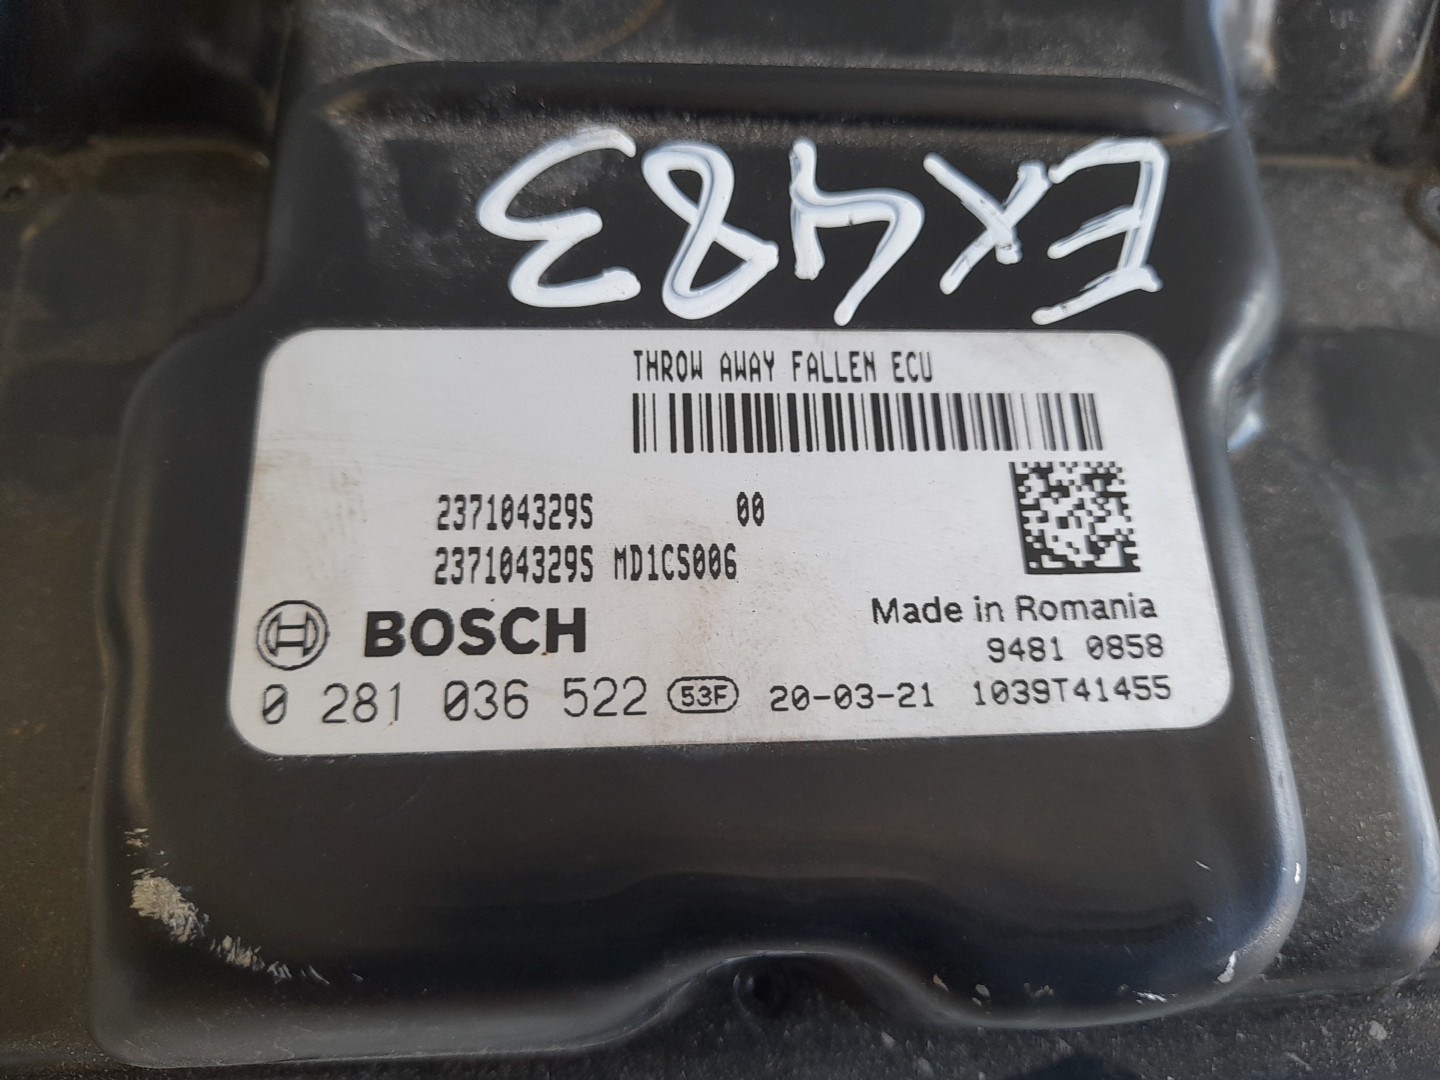 EX483
THROW AWAY FALLEN ECU
237104329S 00
237104329S MD1CS006
BOSCH
Made in Romania
9481 0858
0 281 036 522 53F 20-03-21 1039T41455